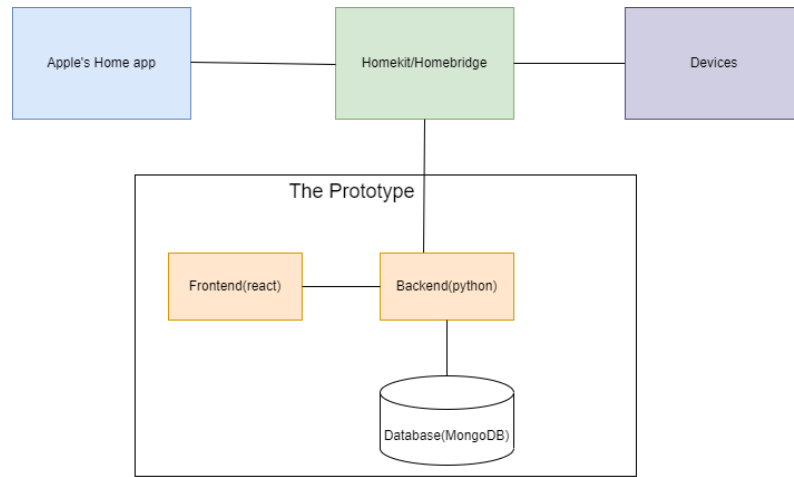 Apple's Home app
Homekit/Homebridge
Devices
The Prototype
Frontend(react)
Backend(python)
Database(MongoDB)